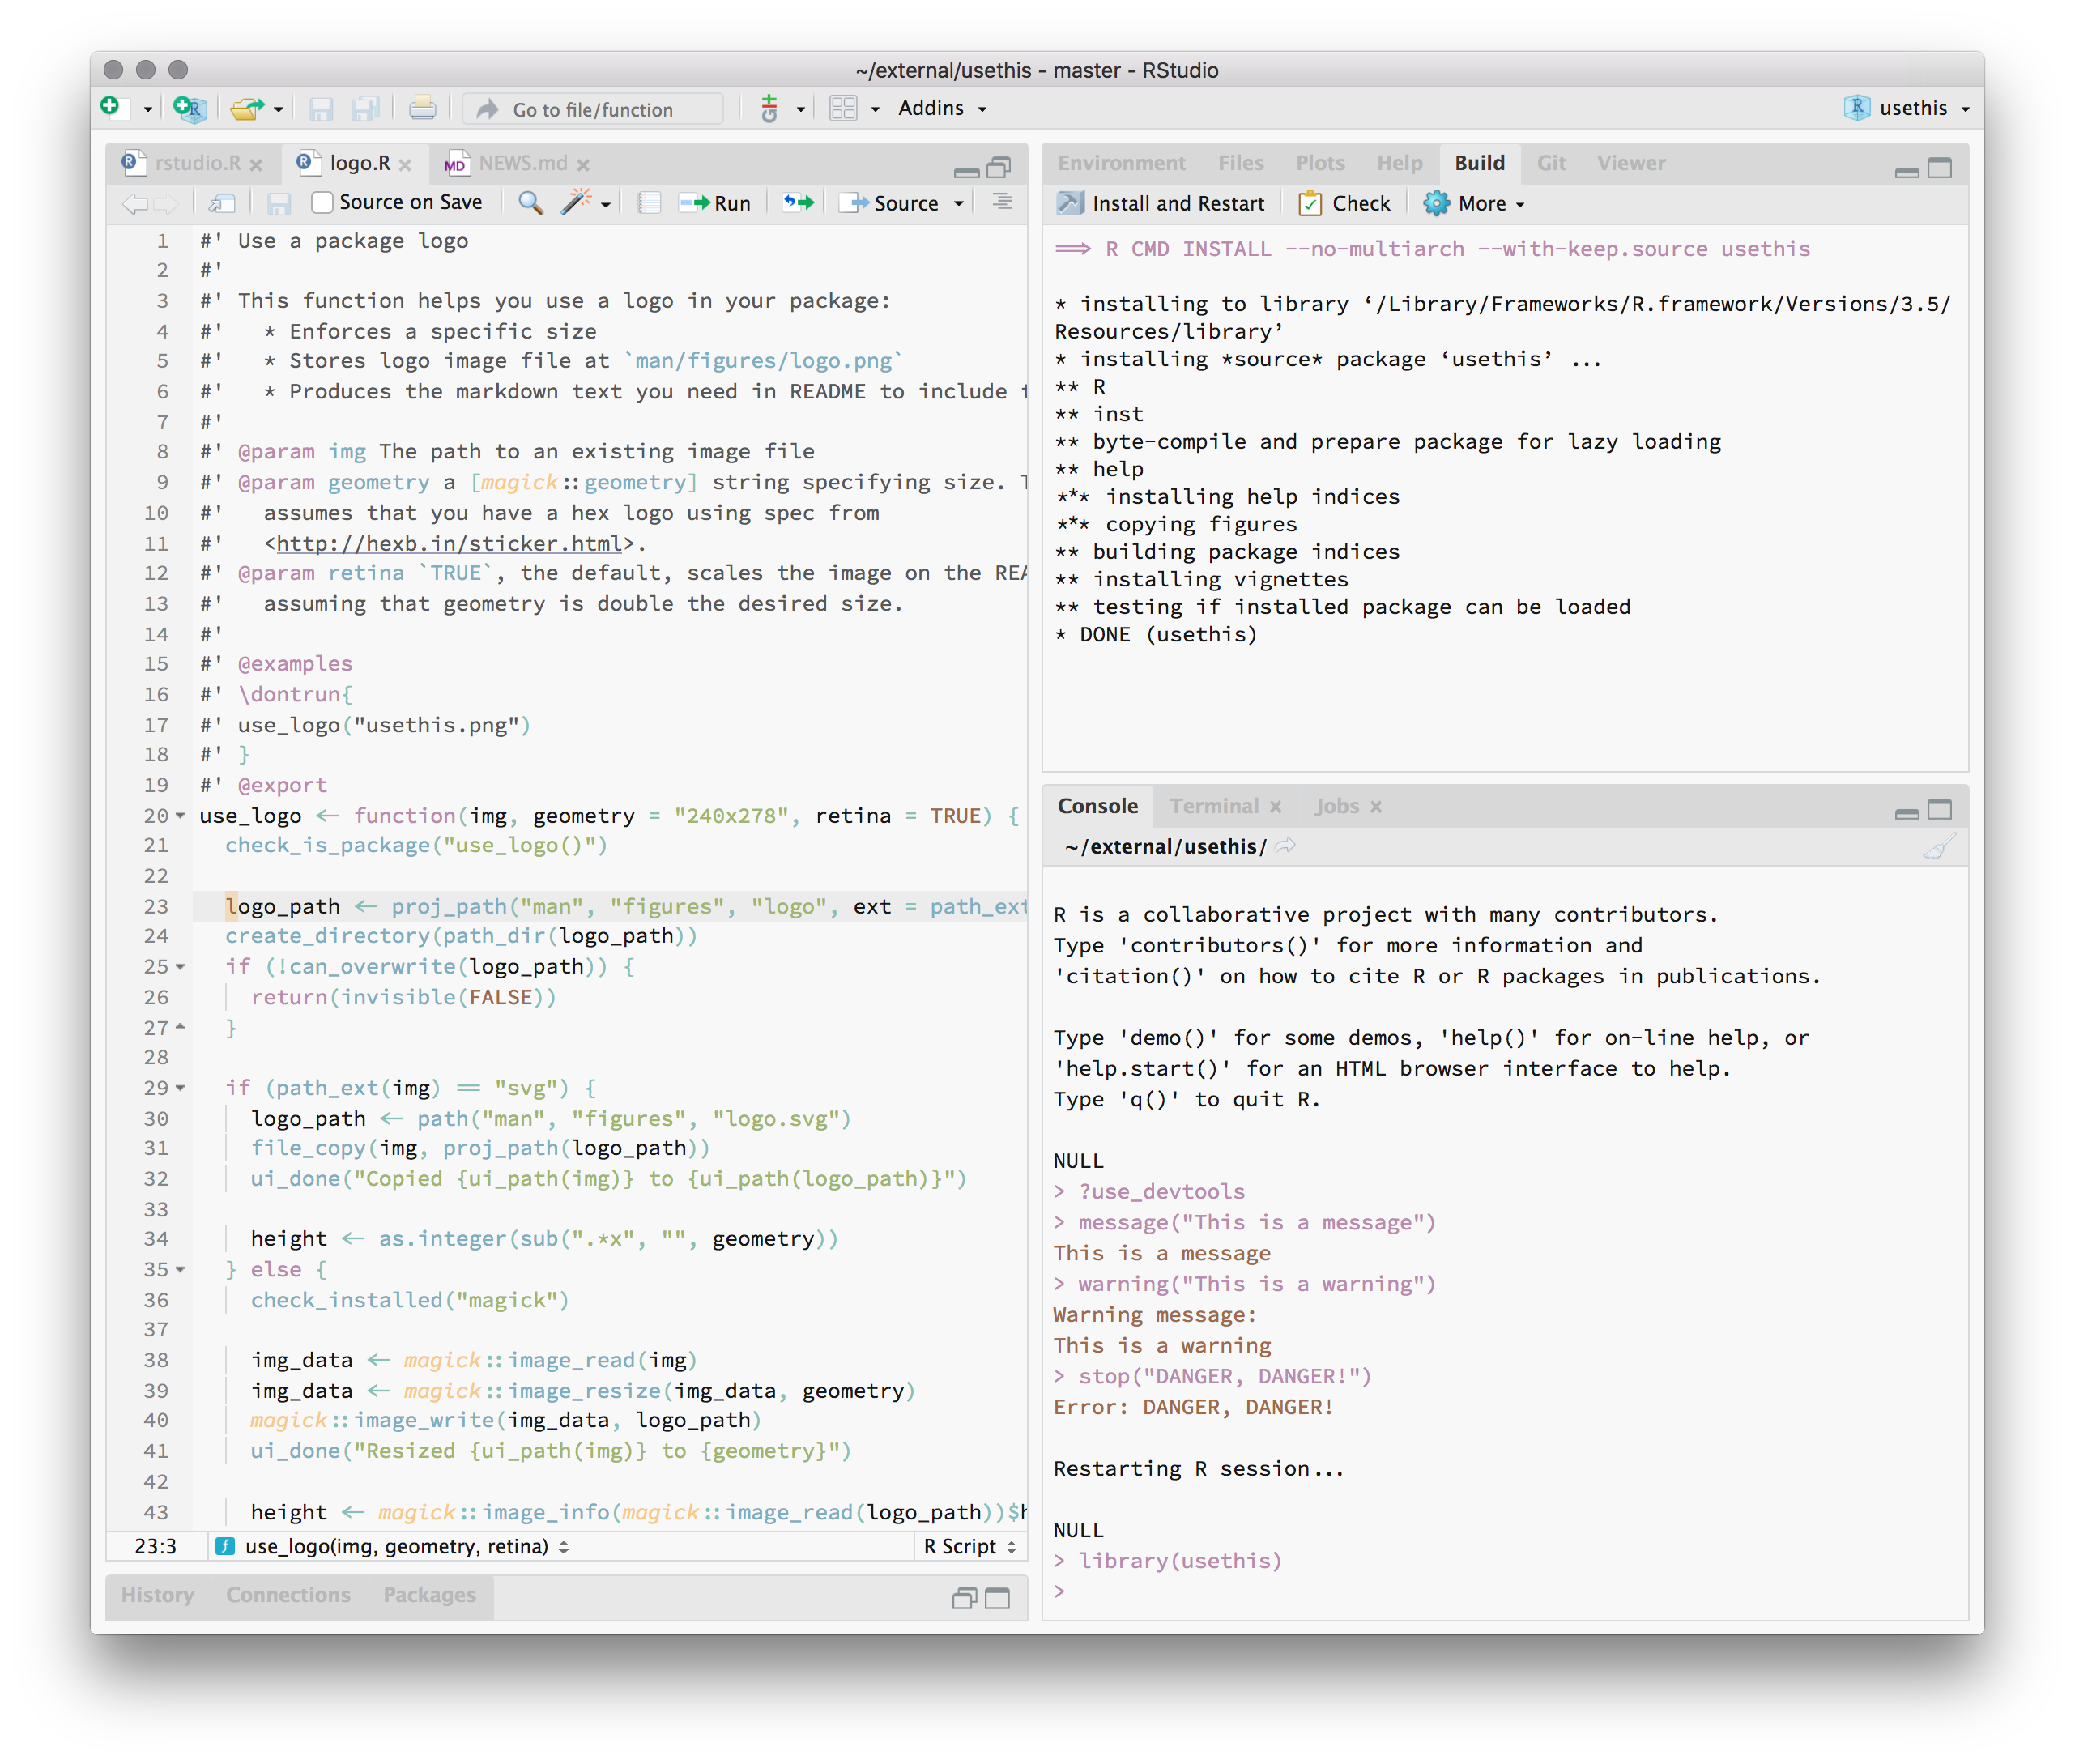 ~/external/usethis - master - RStudio
Go to file/function
Addins
usethis
rstudio.R
logo.R
NEWS.md
Source on Save
Run
Source
1 #' Use a package logo
2 #'
3 #' This function helps you use a logo in your package:
4 #'   * Enforces a specific size
5 #'   * Stores logo image file at `man/figures/logo.png`
6 #'   * Produces the markdown text you need in README to include
7 #'
8 #' @param img The path to an existing image file
9 #' @param geometry a [magick::geometry] string specifying size.
10 #'   assumes that you have a hex logo using spec from
11 #'   <http://hexb.in/sticker.html>.
12 #' @param retina `TRUE`, the default, scales the image on the REA
13 #'   assuming that geometry is double the desired size.
14 #'
15 #' @examples
16 #' \dontrun{
17 #' use_logo("usethis.png")
18 #' }
19 #' @export
20 use_logo <- function(img, geometry = "240x278", retina = TRUE) {
21   check_is_package("use_logo()")
22
23   logo_path <- proj_path("man", "figures", "logo", ext = path_ext
24   create_directory(path_dir(logo_path))
25   if (!can_overwrite(logo_path)) {
26     return(invisible(FALSE))
27   }
28
29   if (path_ext(img) == "svg") {
30     logo_path <- path("man", "figures", "logo.svg")
31     file_copy(img, proj_path(logo_path))
32     ui_done("Copied {ui_path(img)} to {ui_path(logo_path)}")
33
34     height <- as.integer(sub(".*x", "", geometry))
35   } else {
36     check_installed("magick")
37
38     img_data <- magick::image_read(img)
39     img_data <- magick::image_resize(img_data, geometry)
40     magick::image_write(img_data, logo_path)
41     ui_done("Resized {ui_path(img)} to {geometry}")
42
43     height <- magick::image_info(magick::image_read(logo_path))$h
23:3 use_logo(img, geometry, retina) R Script
History Connections Packages
Environment Files Plots Help Build Git Viewer
Install and Restart Check More
==> R CMD INSTALL --no-multiarch --with-keep.source usethis
* installing to library ‘/Library/Frameworks/R.framework/Versions/3.5/
Resources/library’
* installing *source* package ‘usethis’ ...
** R
** inst
** byte-compile and prepare package for lazy loading
** help
*** installing help indices
*** copying figures
** building package indices
** installing vignettes
** testing if installed package can be loaded
* DONE (usethis)
Console Terminal Jobs
~/external/usethis/
R is a collaborative project with many contributors.
Type 'contributors()' for more information and
'citation()' on how to cite R or R packages in publications.
Type 'demo()' for some demos, 'help()' for on-line help, or
'help.start()' for an HTML browser interface to help.
Type 'q()' to quit R.
NULL
> ?use_devtools
> message("This is a message")
This is a message
> warning("This is a warning")
Warning message:
This is a warning
> stop("DANGER, DANGER!")
Error: DANGER, DANGER!
Restarting R session...
NULL
> library(usethis)
>